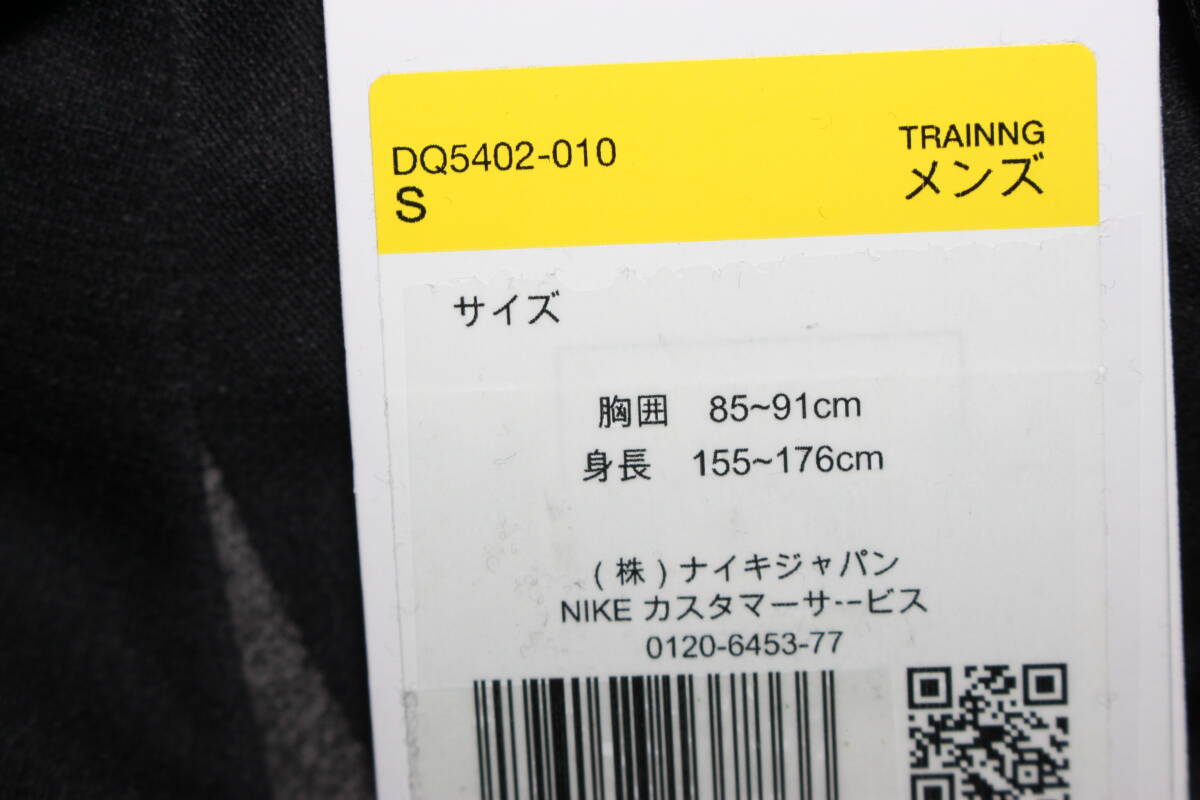 DQ5402-010
S
TRAINNG
メンズ
サイズ
胸囲 85~91cm
身長 155~176cm
(株)ナイキジャパン
NIKE カスタマーサービス
0120-6453-77